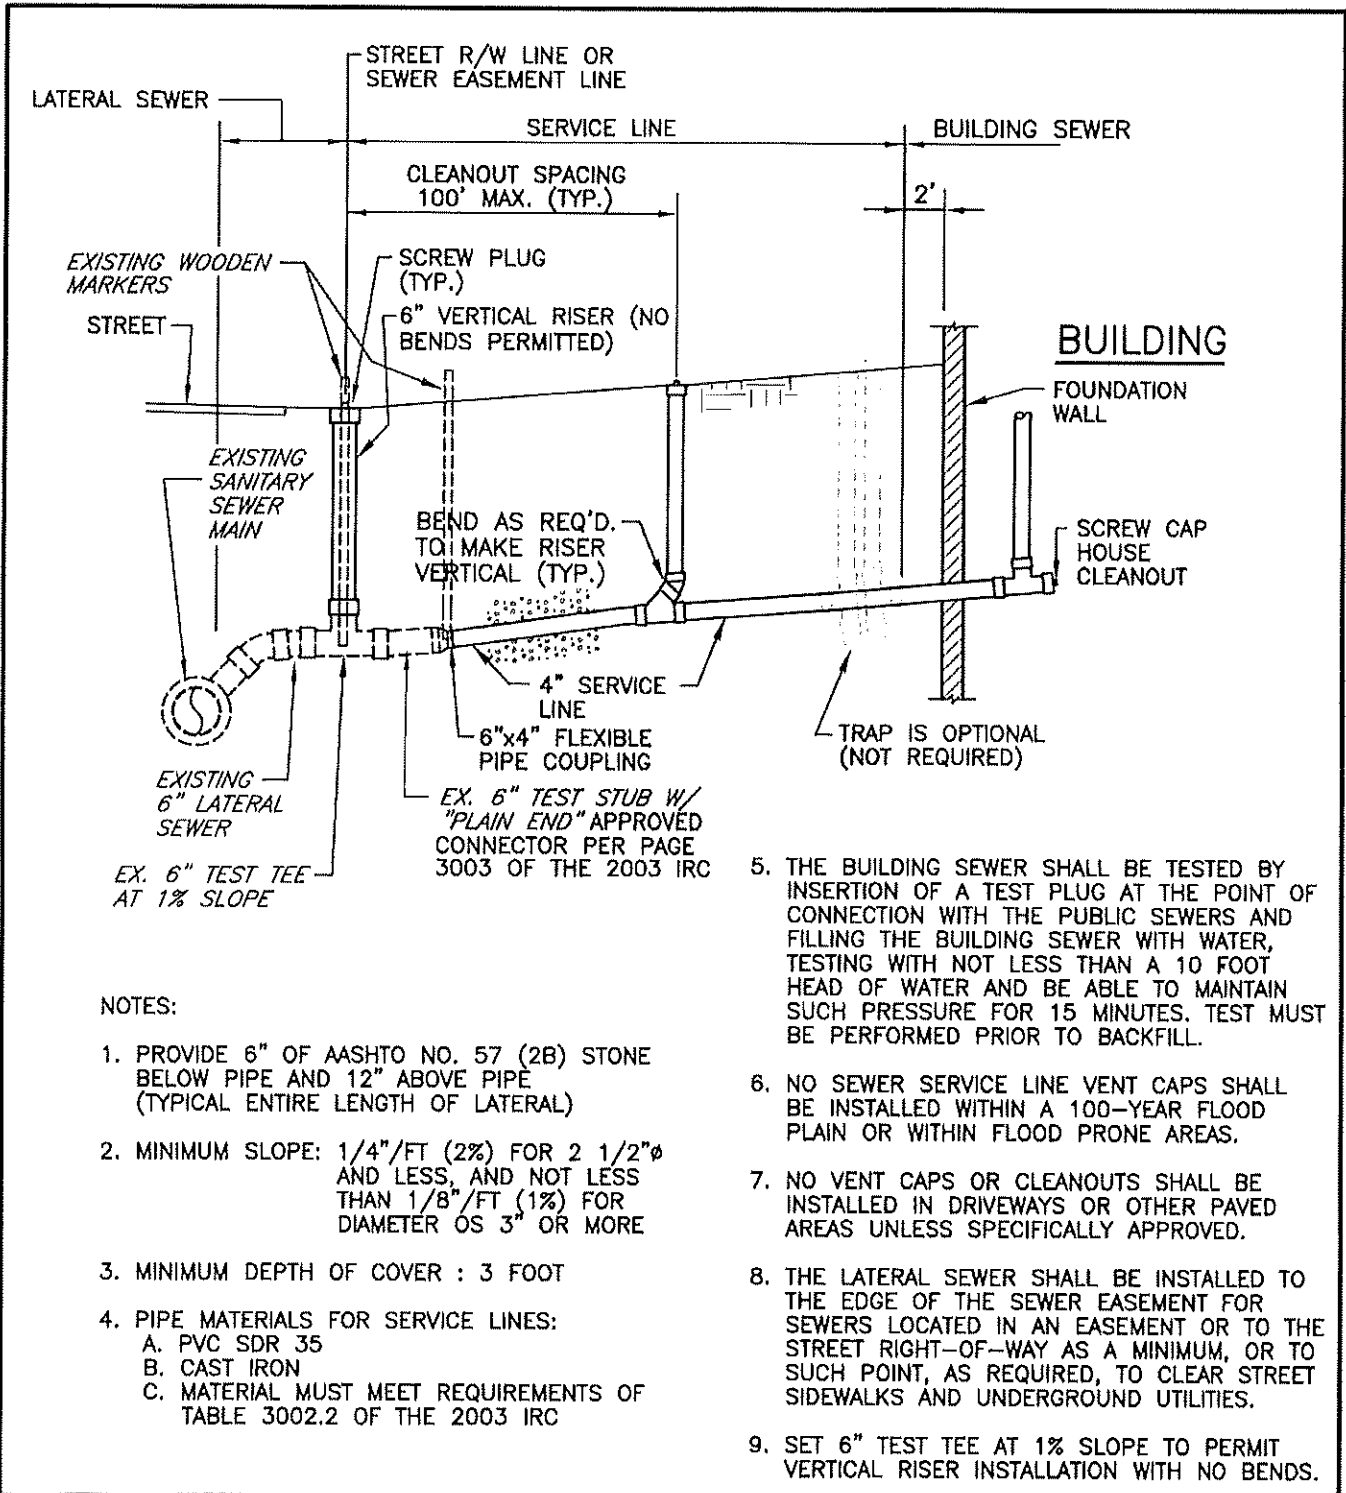 STREET R/W LINE OR
SEWER EASEMENT LINE
LATERAL SEWER
SERVICE LINE
BUILDING SEWER
CLEANOUT SPACING
100' MAX. (TYP.)
2'
EXISTING WOODEN
MARKERS
SCREW PLUG
(TYP.)
STREET
6" VERTICAL RISER (NO
BENDS PERMITTED)
BUILDING
FOUNDATION
WALL
EXISTING
SANITARY
SEWER
MAIN
BEND AS REQ'D.
TO MAKE RISER
VERTICAL (TYP.)
SCREW CAP
HOUSE
CLEANOUT
4" SERVICE
LINE
6"x4" FLEXIBLE
PIPE COUPLING
TRAP IS OPTIONAL
(NOT REQUIRED)
EXISTING
6" LATERAL
SEWER
EX. 6" TEST STUB W/
"PLAIN END" APPROVED
CONNECTOR PER PAGE
3003 OF THE 2003 IRC
EX. 6" TEST TEE
AT 1% SLOPE
NOTES:
1. PROVIDE 6" OF AASHTO NO. 57 (2B) STONE
BELOW PIPE AND 12" ABOVE PIPE
(TYPICAL ENTIRE LENGTH OF LATERAL)
2. MINIMUM SLOPE: 1/4"/FT (2%) FOR 2 1/2"ø
AND LESS, AND NOT LESS
THAN 1/8"/FT (1%) FOR
DIAMETER OS 3" OR MORE
3. MINIMUM DEPTH OF COVER : 3 FOOT
4. PIPE MATERIALS FOR SERVICE LINES:
A. PVC SDR 35
B. CAST IRON
C. MATERIAL MUST MEET REQUIREMENTS OF
TABLE 3002.2 OF THE 2003 IRC
5. THE BUILDING SEWER SHALL BE TESTED BY
INSERTION OF A TEST PLUG AT THE POINT OF
CONNECTION WITH THE PUBLIC SEWERS AND
FILLING THE BUILDING SEWER WITH WATER,
TESTING WITH NOT LESS THAN A 10 FOOT
HEAD OF WATER AND BE ABLE TO MAINTAIN
SUCH PRESSURE FOR 15 MINUTES. TEST MUST
BE PERFORMED PRIOR TO BACKFILL.
6. NO SEWER SERVICE LINE VENT CAPS SHALL
BE INSTALLED WITHIN A 100-YEAR FLOOD
PLAIN OR WITHIN FLOOD PRONE AREAS.
7. NO VENT CAPS OR CLEANOUTS SHALL BE
INSTALLED IN DRIVEWAYS OR OTHER PAVED
AREAS UNLESS SPECIFICALLY APPROVED.
8. THE LATERAL SEWER SHALL BE INSTALLED TO
THE EDGE OF THE SEWER EASEMENT FOR
SEWERS LOCATED IN AN EASEMENT OR TO THE
STREET RIGHT-OF-WAY AS A MINIMUM, OR TO
SUCH POINT, AS REQUIRED, TO CLEAR STREET
SIDEWALKS AND UNDERGROUND UTILITIES.
9. SET 6" TEST TEE AT 1% SLOPE TO PERMIT
VERTICAL RISER INSTALLATION WITH NO BENDS.